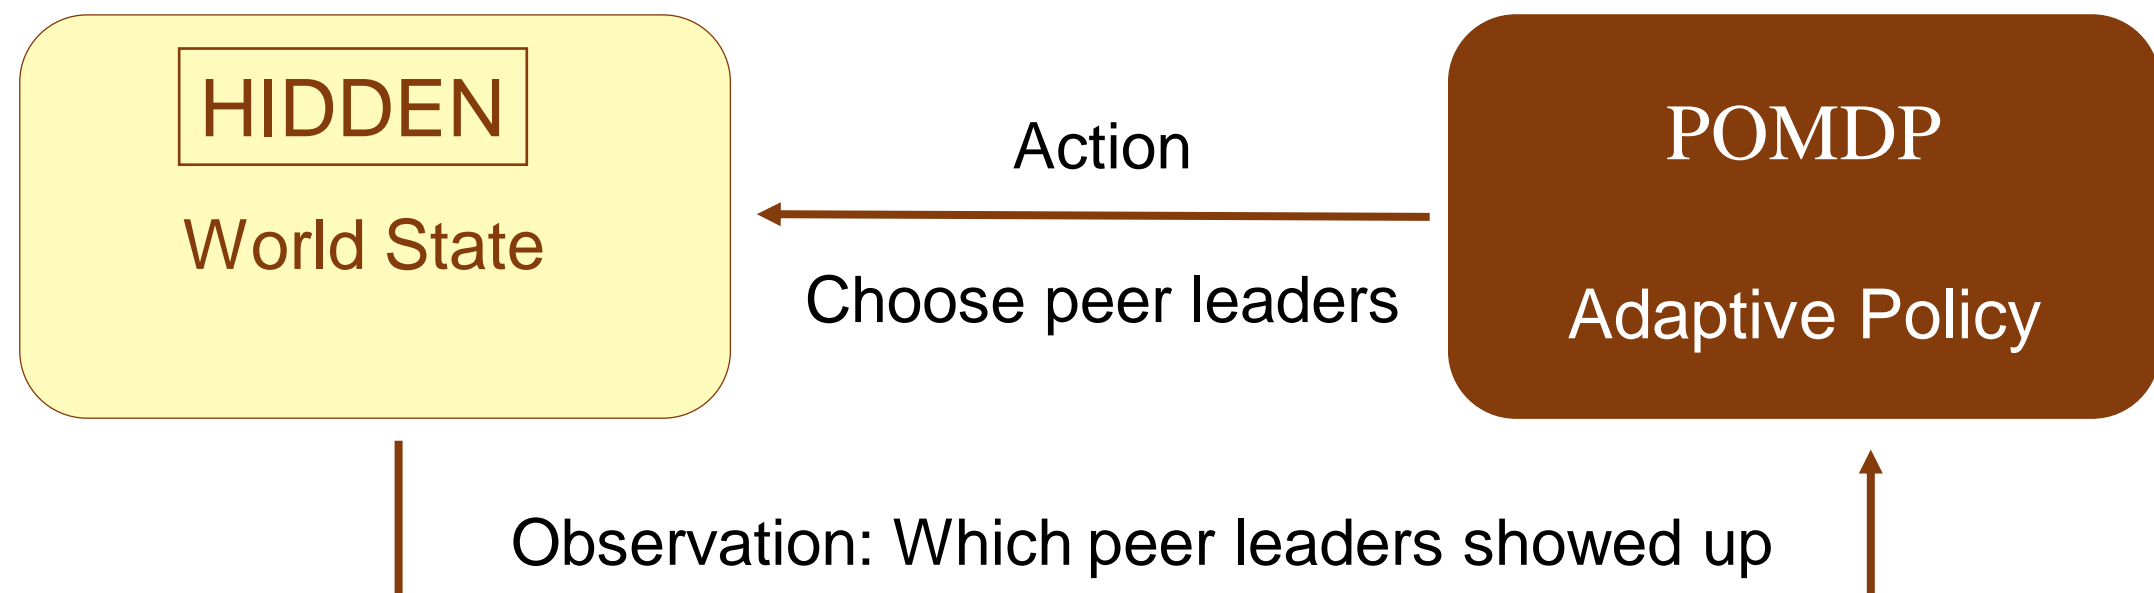 HIDDEN
World State
Action
Choose peer leaders
POMDP
Adaptive Policy
Observation: Which peer leaders showed up